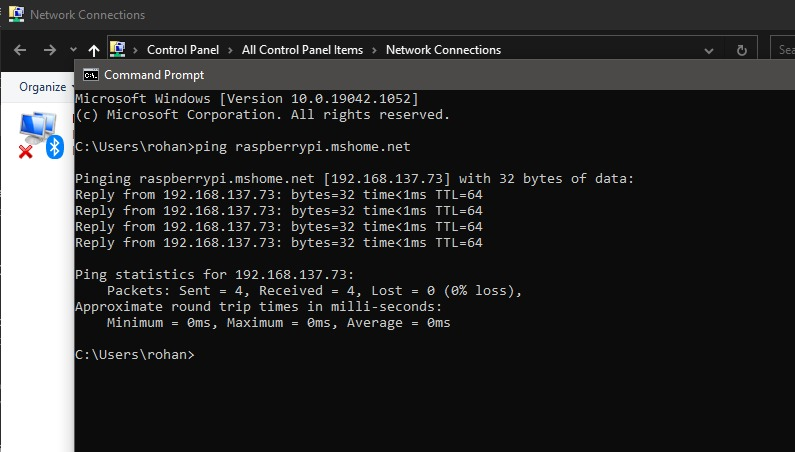 Network Connections
Control Panel > All Control Panel Items > Network Connections
Sea
Organize
Command Prompt
Microsoft Windows [Version 10.0.19042.1052]
(c) Microsoft Corporation. All rights reserved.
C:\Users\rohan>ping raspberrypi.mshome.net
Pinging raspberrypi.mshome.net [192.168.137.73] with 32 bytes of data:
Reply from 192.168.137.73: bytes=32 time<1ms TTL=64
Reply from 192.168.137.73: bytes=32 time<1ms TTL=64
Reply from 192.168.137.73: bytes=32 time<1ms TTL=64
Reply from 192.168.137.73: bytes=32 time<1ms TTL=64
Ping statistics for 192.168.137.73:
    Packets: Sent = 4, Received = 4, Lost = 0 (0% loss),
Approximate round trip times in milli-seconds:
    Minimum = 0ms, Maximum = 0ms, Average = 0ms
C:\Users\rohan>